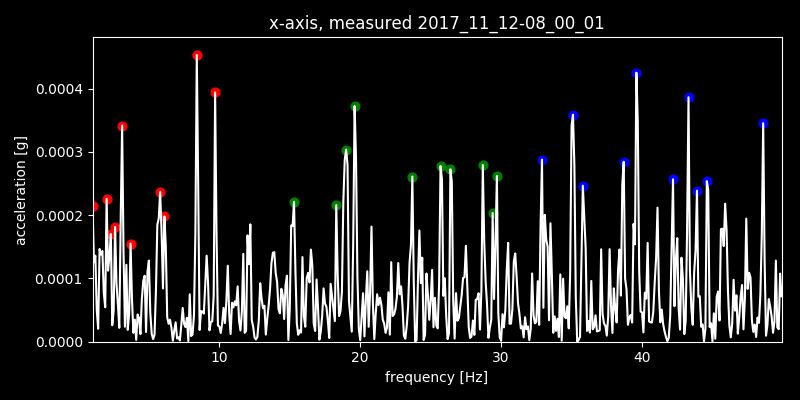 x-axis, measured 2017_11_12-08_00_01
acceleration [g]
0.0004
0.0003
0.0002
0.0001
0.0000
10 20 30 40
frequency [Hz]